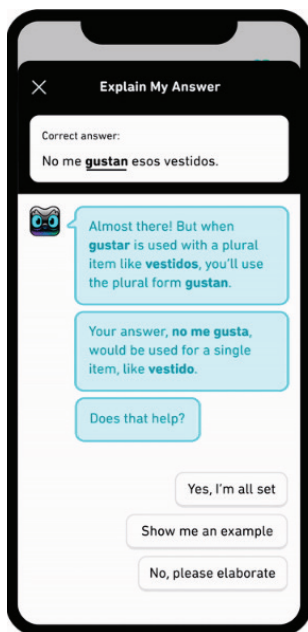 Explain My Answer
Correct answer:
No me gustan esos vestidos.
Almost there! But when
gustar is used with a plural
item like vestidos, you'll use
the plural form gustan.
Your answer, no me gusta,
would be used for a single
item, like vestido.
Does that help?
Yes, I'm all set
Show me an example
No, please elaborate